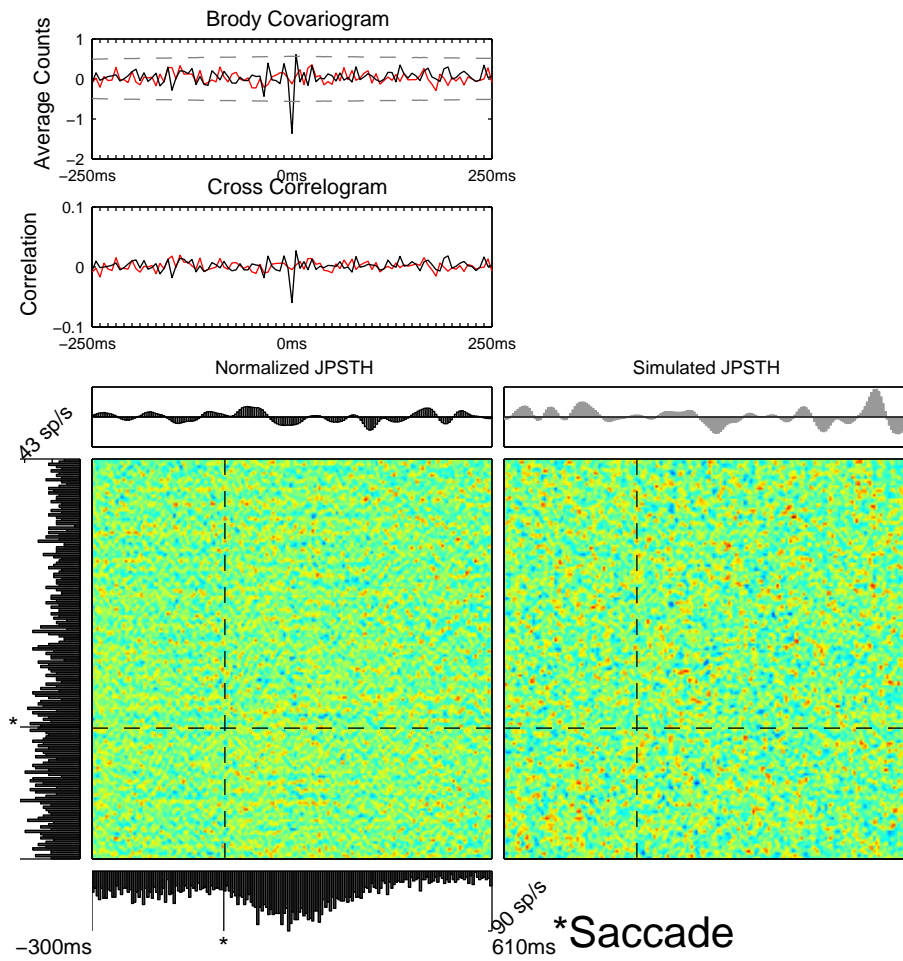 Brody Covariogram
Average Counts
1
0
−1
−2
−250ms
0ms
250ms
Cross Correlogram
Correlation
0.1
0
−0.1
−250ms
0ms
250ms
Normalized JPSTH
Simulated JPSTH
43 sp/s
*
*
90 sp/s
−300ms
610ms
*Saccade